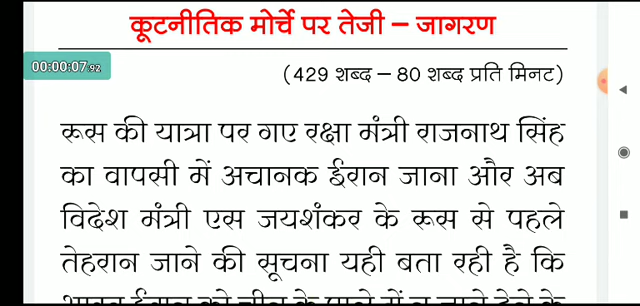 कूटनीतिक मोर्चे पर तेजी – जागरण
00:00:07.92
(429 शब्द – 80 शब्द प्रति मिनट)
रूस की यात्रा पर गए रक्षा मंत्री राजनाथ सिंह
का वापसी में अचानक ईरान जाना और अब
विदेश मंत्री एस जयशंकर के रूस से पहले
तेहरान जाने की सूचना यही बता रही है कि